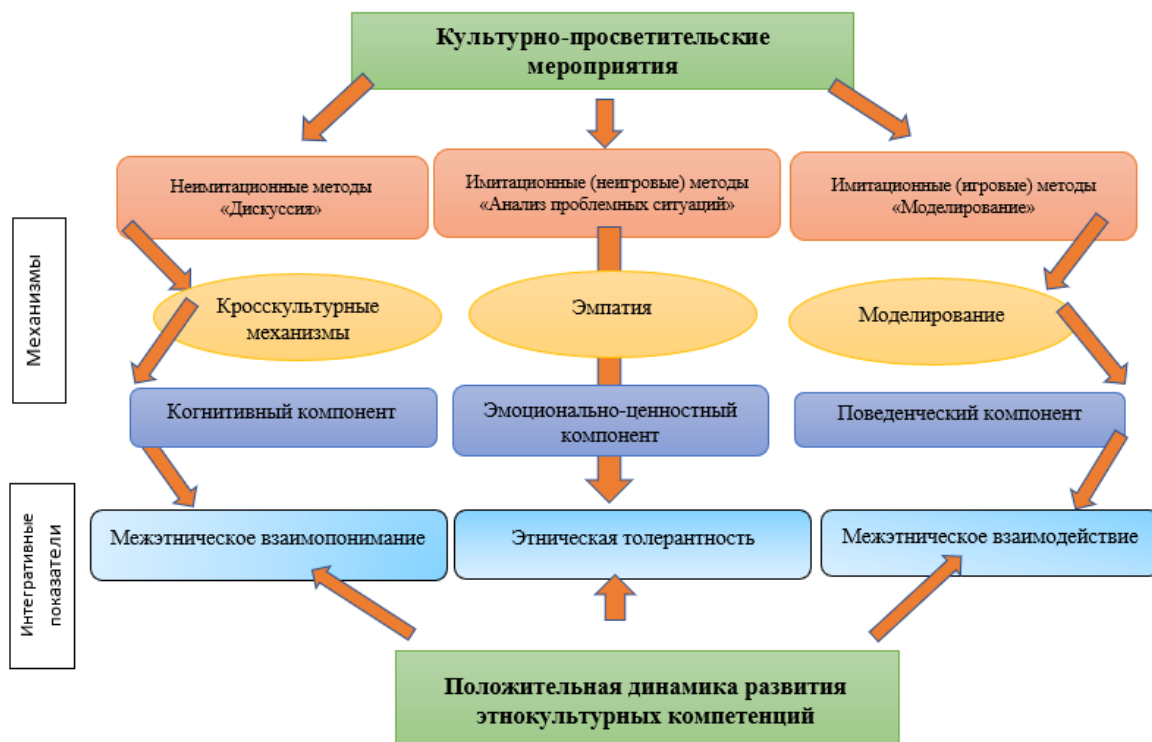 Культурно-просветительские
мероприятия
Неимитационные методы
«Дискуссия»
Имитационные (неигровые) методы
«Анализ проблемных ситуаций»
Имитационные (игровые) методы
«Моделирование»
Механизмы
Кросскультурные
механизмы
Эмпатия
Моделирование
Когнитивный компонент
Эмоционально-ценностный
компонент
Поведенческий компонент
Интегративные
показатели
Межэтническое взаимопонимание
Этническая толерантность
Межэтническое взаимодействие
Положительная динамика развития
этнокультурных компетенций